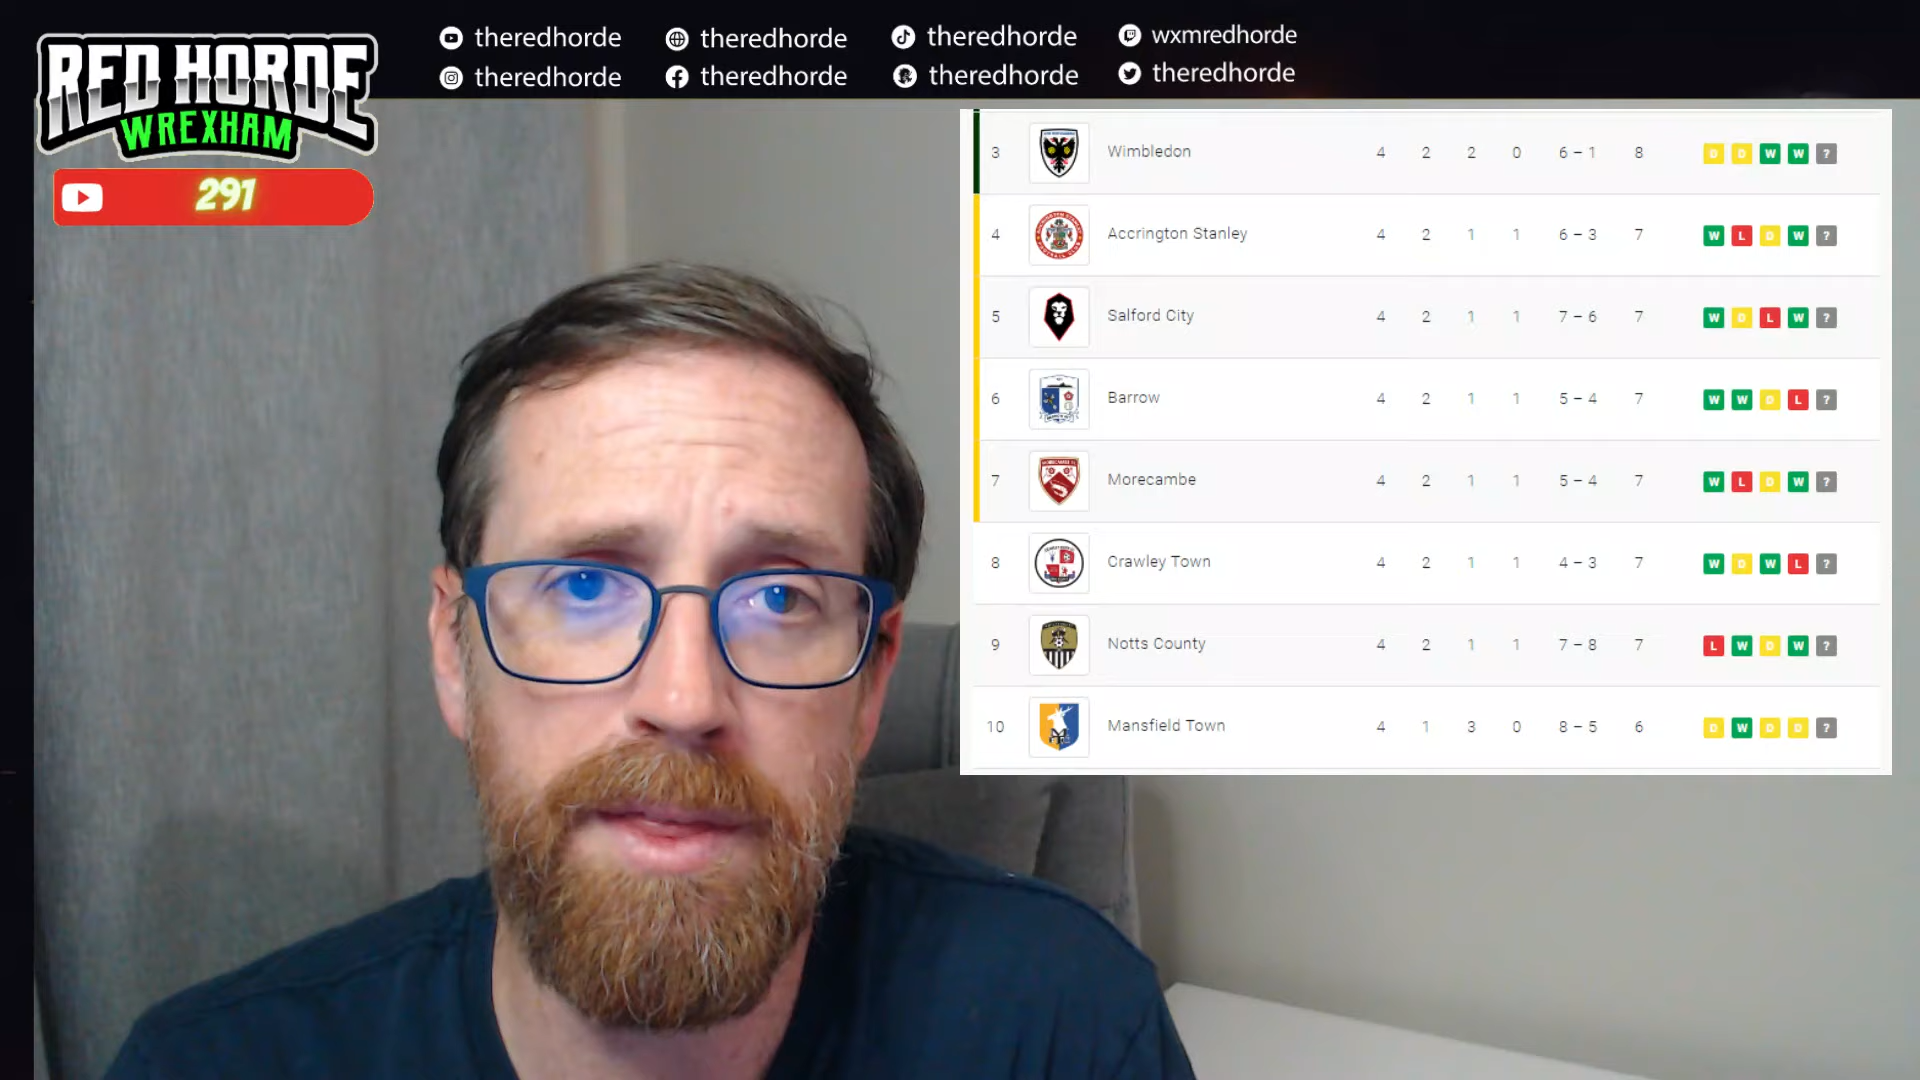 RED HORDE
WREXHAM
291
theredhorde theredhorde theredhorde wxmredhorde
theredhorde theredhorde theredhorde theredhorde
3 Wimbledon 4 2 2 0 6 – 1 8 D D W W ?
4 Accrington Stanley 4 2 1 1 6 – 3 7 W L D W ?
5 Salford City 4 2 1 1 7 – 6 7 W D L W ?
6 Barrow 4 2 1 1 5 – 4 7 W W D L ?
7 Morecambe 4 2 1 1 5 – 4 7 W L D W ?
8 Crawley Town 4 2 1 1 4 – 3 7 W D W L ?
9 Notts County 4 2 1 1 7 – 8 7 L W D W ?
10 Mansfield Town 4 1 3 0 8 – 5 6 D W D D ?